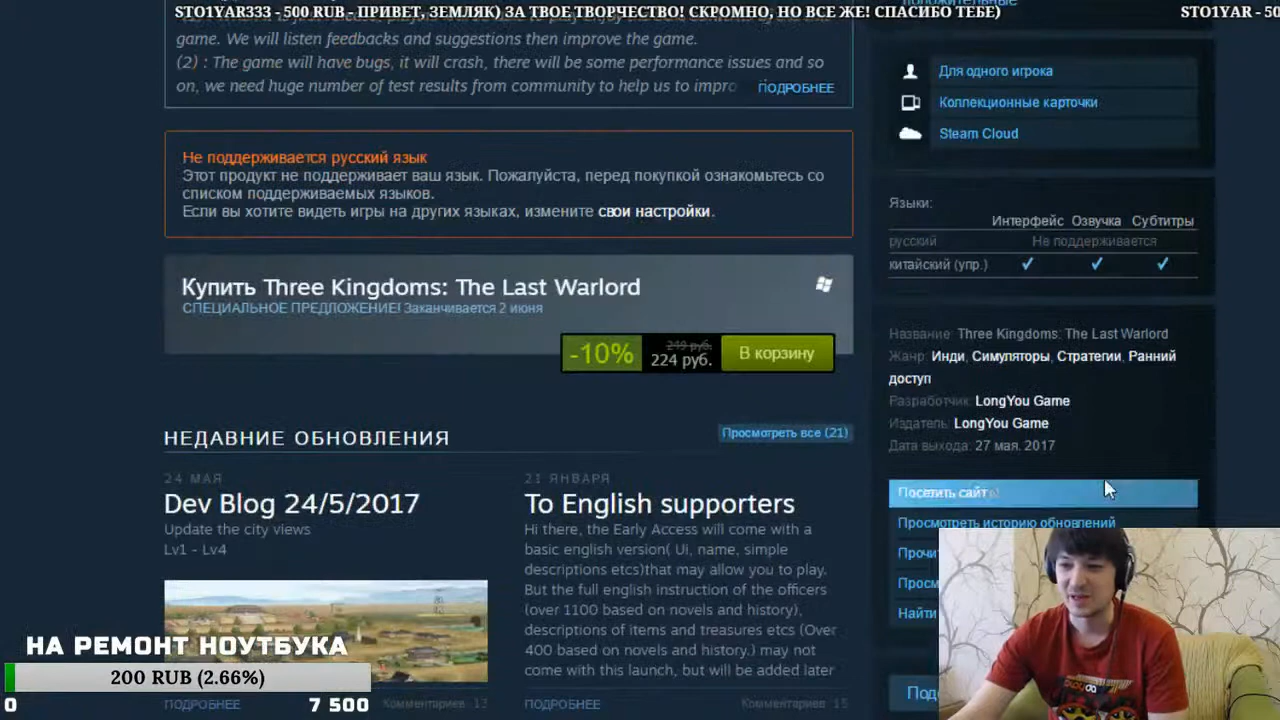 STO1YAR333 - 500 RUB - ПРИВЕТ, ЗЕМЛЯК) ЗА ТВОЕ ТВОРЧЕСТВО! СКРОМНО, НО ВСЕ ЖЕ! СПАСИБО ТЕБЕ)
STO1YAR - 50
game. We will listen feedbacks and suggestions then improve the game.
(2) : The game will have bugs, it will crash, there will be some performance issues and so
on, we need huge number of test results from community to help us to impro
ПОДРОБНЕЕ
Не поддерживается русский язык
Этот продукт не поддерживает ваш язык. Пожалуйста, перед покупкой ознакомьтесь со
списком поддерживаемых языков.
Если вы хотите видеть игры на других языках, измените свои настройки.
Купить Three Kingdoms: The Last Warlord
СПЕЦИАЛЬНОЕ ПРЕДЛОЖЕНИЕ! Заканчивается 2 июня
-10%
249 руб.
224 руб.
В корзину
НЕДАВНИЕ ОБНОВЛЕНИЯ
Просмотреть все (21)
24 МАЯ
Dev Blog 24/5/2017
Update the city views
Lv1 - Lv4
21 ЯНВАРЯ
To English supporters
Hi there, the Early Access will come with a
basic english version( Ui, name, simple
descriptions etc)that may allow you to play.
But the full english instruction of the officers
(over 1100 based on novels and history),
descriptions of items and treasures etc (Over
400 based on novels and history.) may not
come with this launch, but will be added later
ПОДРОБНЕЕ
Комментариев: 13
ПОДРОБНЕЕ
Комментариев: 15
НА РЕМОНТ НОУТБУКА
200 RUB (2.66%)
0
7 500
Для одного игрока
Коллекционные карточки
Steam Cloud
Языки:
Интерфейс Озвучка Субтитры
русский Не поддерживается
китайский (упр.) ✔ ✔ ✔
Название: Three Kingdoms: The Last Warlord
Жанр: Инди, Симуляторы, Стратегии, Ранний
доступ
Разработчик: LongYou Game
Издатель: LongYou Game
Дата выхода: 27 мая. 2017
Посетить сайт
Просмотреть историю обновлений
Прочи
Просм
Найти
Под